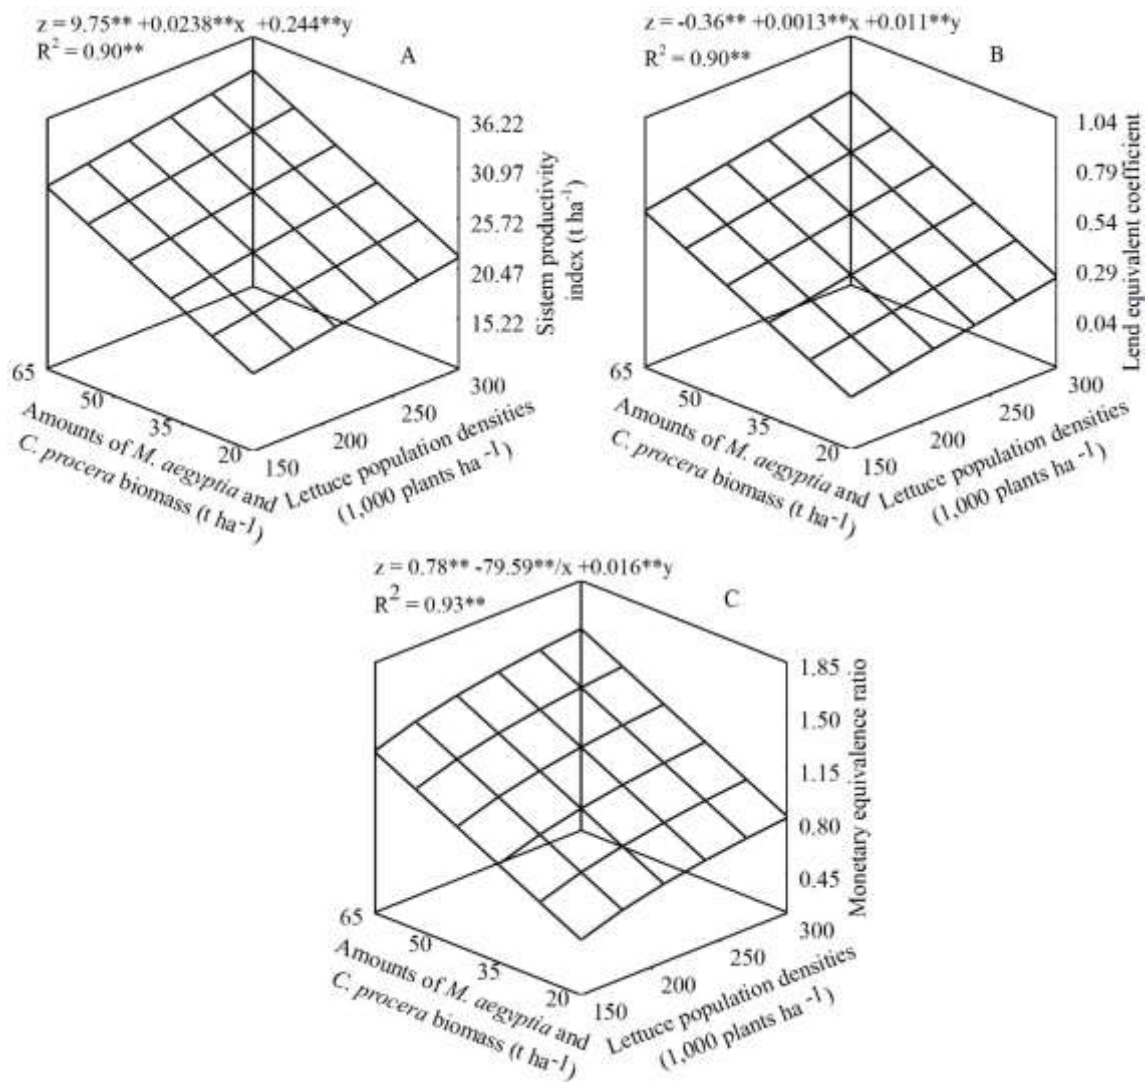 z = 9.75** +0.0238**x +0.244**y
R² = 0.90**
A
36.22
30.97
25.72
20.47
15.22
Sistem productivity
index (t ha⁻¹)
65
50
35
20
150
200
250
300
Amounts of M. aegyptia and
C. procera biomass (t ha⁻¹)
Lettuce population densities
(1,000 plants ha⁻¹)
z = -0.36** +0.0013**x +0.011**y
R² = 0.90**
B
1.04
0.79
0.54
0.29
0.04
Lend equivalent coefficient
65
50
35
20
150
200
250
300
Amounts of M. aegyptia and
C. procera biomass (t ha⁻¹)
Lettuce population densities
(1,000 plants ha⁻¹)
z = 0.78** -79.59**/x +0.016**y
R² = 0.93**
C
1.85
1.50
1.15
0.80
0.45
Monetary equivalence ratio
65
50
35
20
150
200
250
300
Amounts of M. aegyptia and
C. procera biomass (t ha⁻¹)
Lettuce population densities
(1,000 plants ha⁻¹)